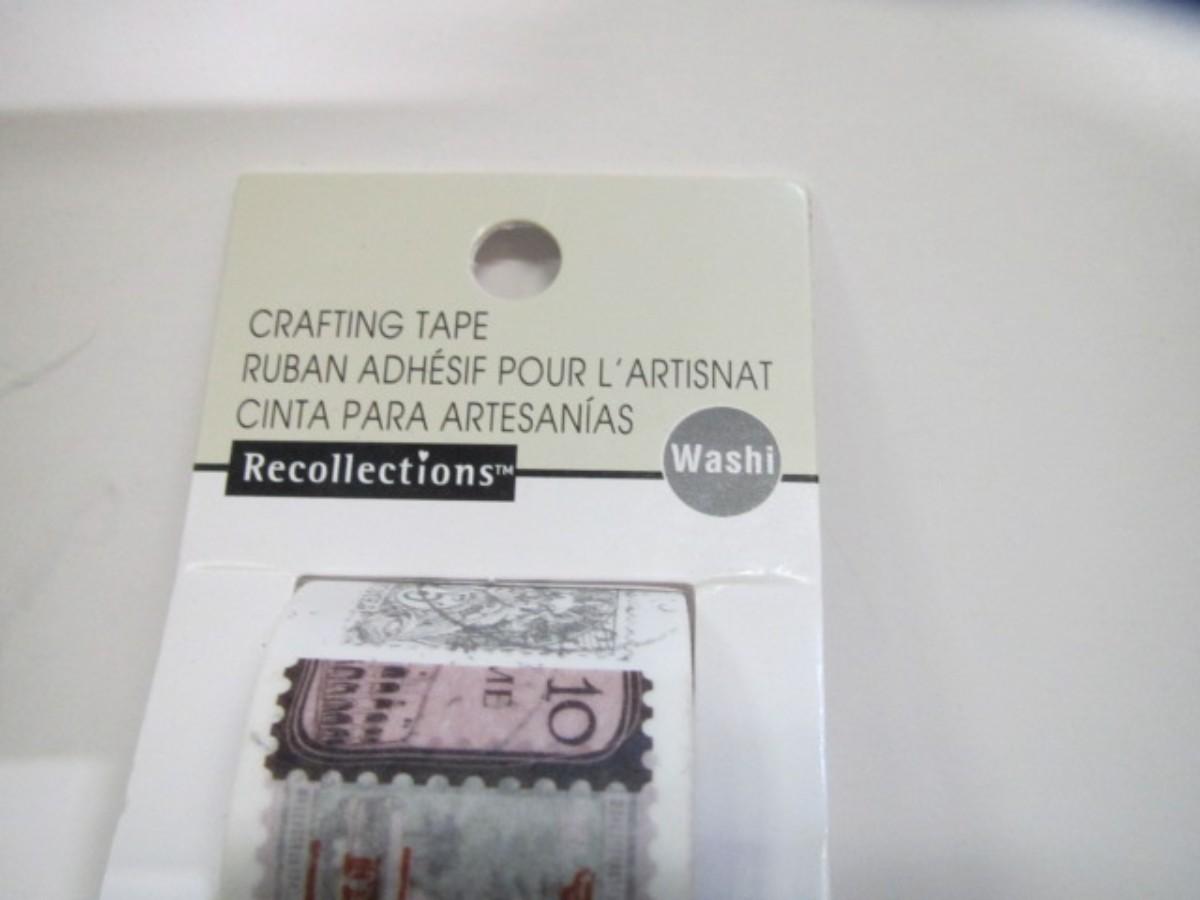 CRAFTING TAPE
RUBAN ADHÉSIF POUR L'ARTISNAT
CINTA PARA ARTESANÍAS
Recollections™
Washi
10